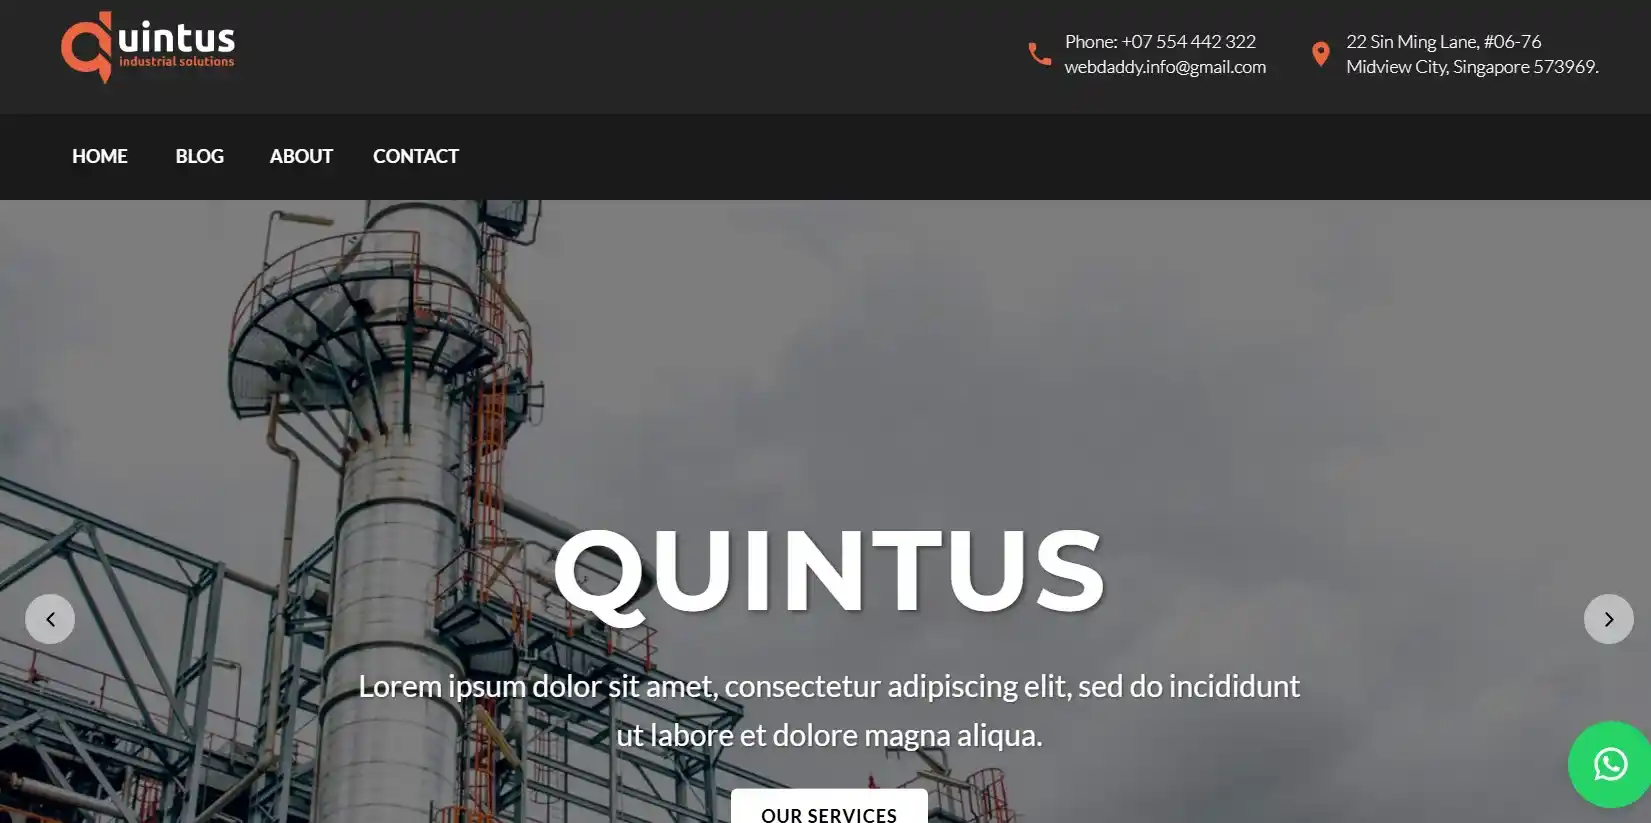 Quintus
industrial solutions
Phone: +07 554 442 322
webdaddy.info@gmail.com
22 Sin Ming Lane, #06-76
Midview City, Singapore 573969.
HOME BLOG ABOUT CONTACT
QUINTUS
Lorem ipsum dolor sit amet, consectetur adipiscing elit, sed do incididunt
ut labore et dolore magna aliqua.
OUR SERVICES